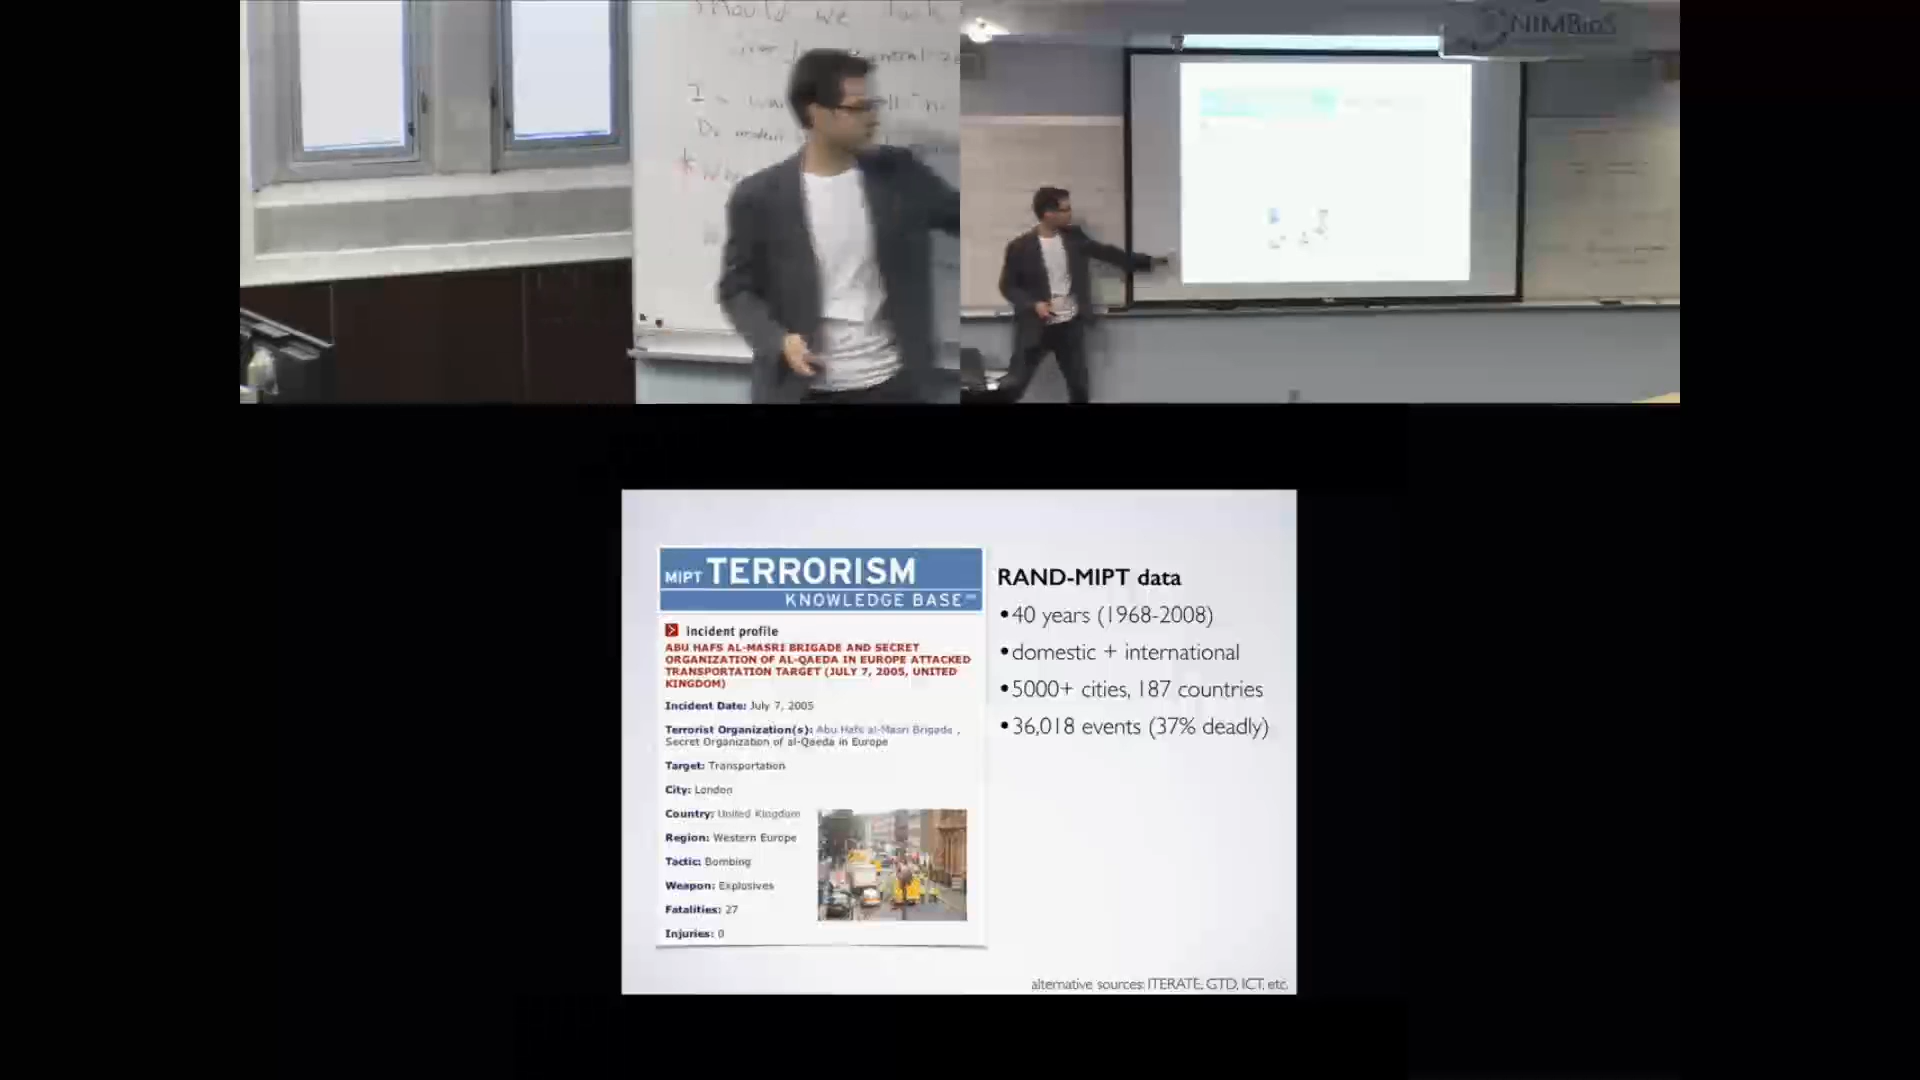 should we
general
NIMBioS
MIPT TERRORISM
KNOWLEDGE BASE
Incident profile
ABU HAFS AL-MASRI BRIGADE AND SECRET
ORGANIZATION OF AL-QAEDA IN EUROPE ATTACKED
TRANSPORTATION TARGET (JULY 7, 2005, UNITED
KINGDOM)
Incident Date: July 7, 2005
Terrorist Organization(s): Abu Hafs al-Masri Brigade ,
Secret Organization of al-Qaeda in Europe
Target: Transportation
City: London
Country: United Kingdom
Region: Western Europe
Tactic: Bombing
Weapon: Explosives
Fatalities: 27
Injuries: 0
RAND-MIPT data
•40 years (1968-2008)
•domestic + international
•5000+ cities, 187 countries
•36,018 events (37% deadly)
alternative sources: ITERATE, GTD, ICT, etc.